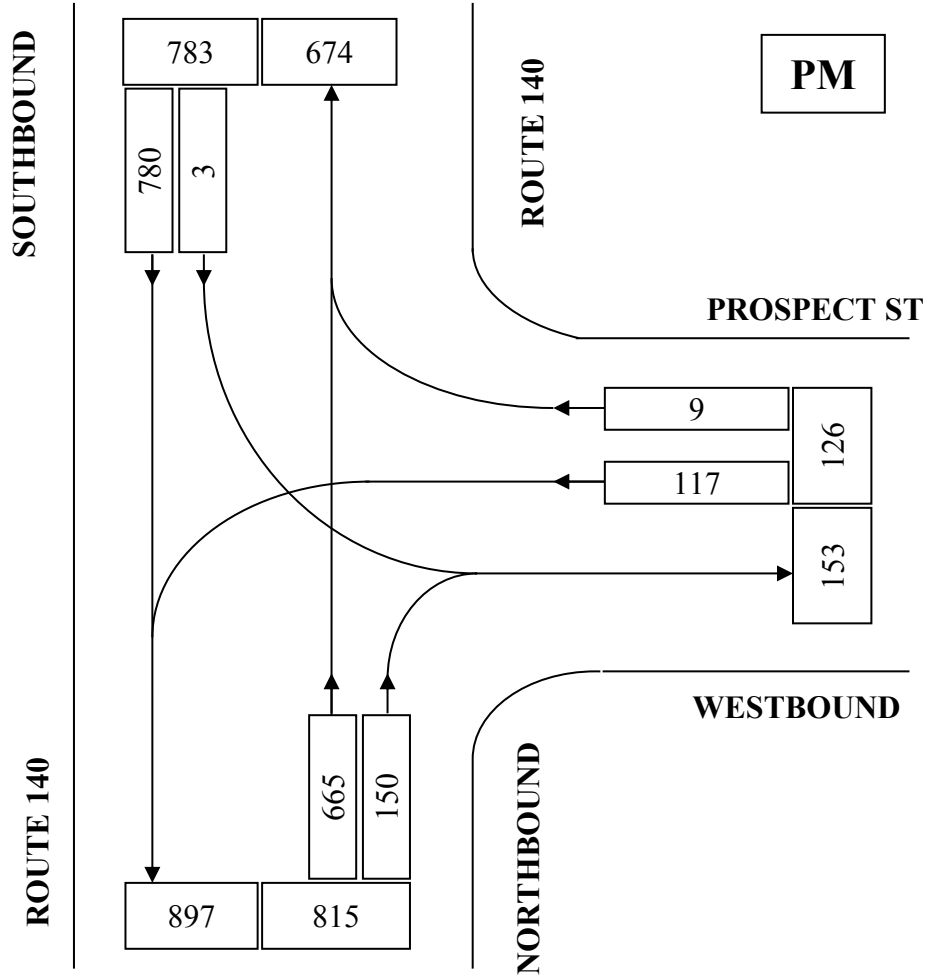 SOUTHBOUND
783
674
ROUTE 140
PM
780
3
PROSPECT ST
9
126
117
153
WESTBOUND
665
150
ROUTE 140
NORTHBOUND
897
815